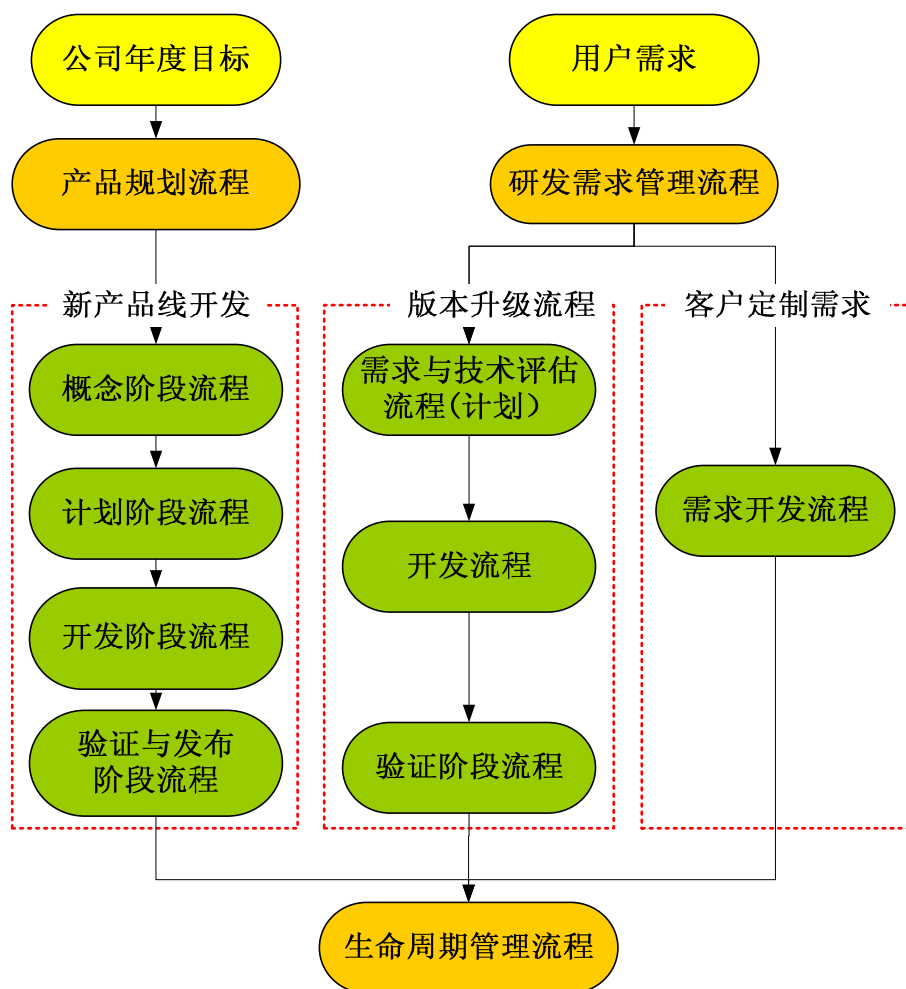 公司年度目标
用户需求
产品规划流程
研发需求管理流程
新产品线开发
版本升级流程
客户定制需求
概念阶段流程
需求与技术评估
流程(计划）
计划阶段流程
需求开发流程
开发流程
开发阶段流程
验证与发布
阶段流程
验证阶段流程
生命周期管理流程